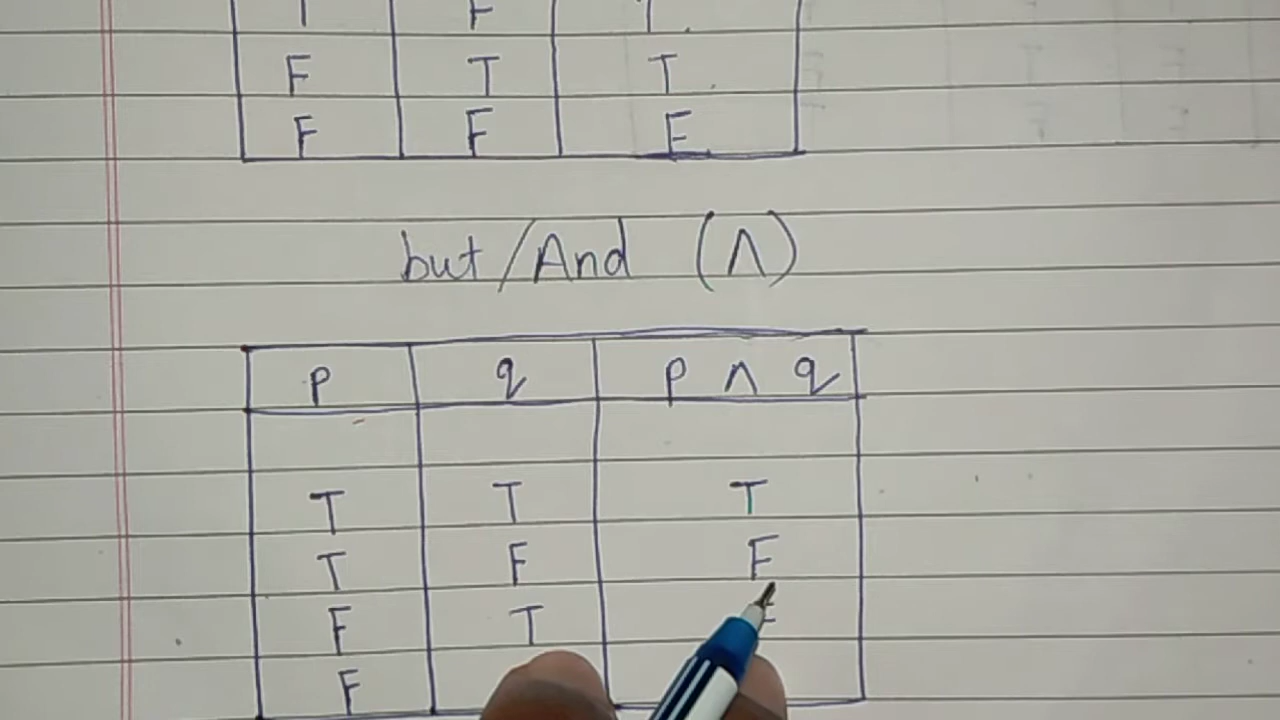 F T T
F F F
but/And (∧)
p q p ∧ q
T T T
T F F
F T
F